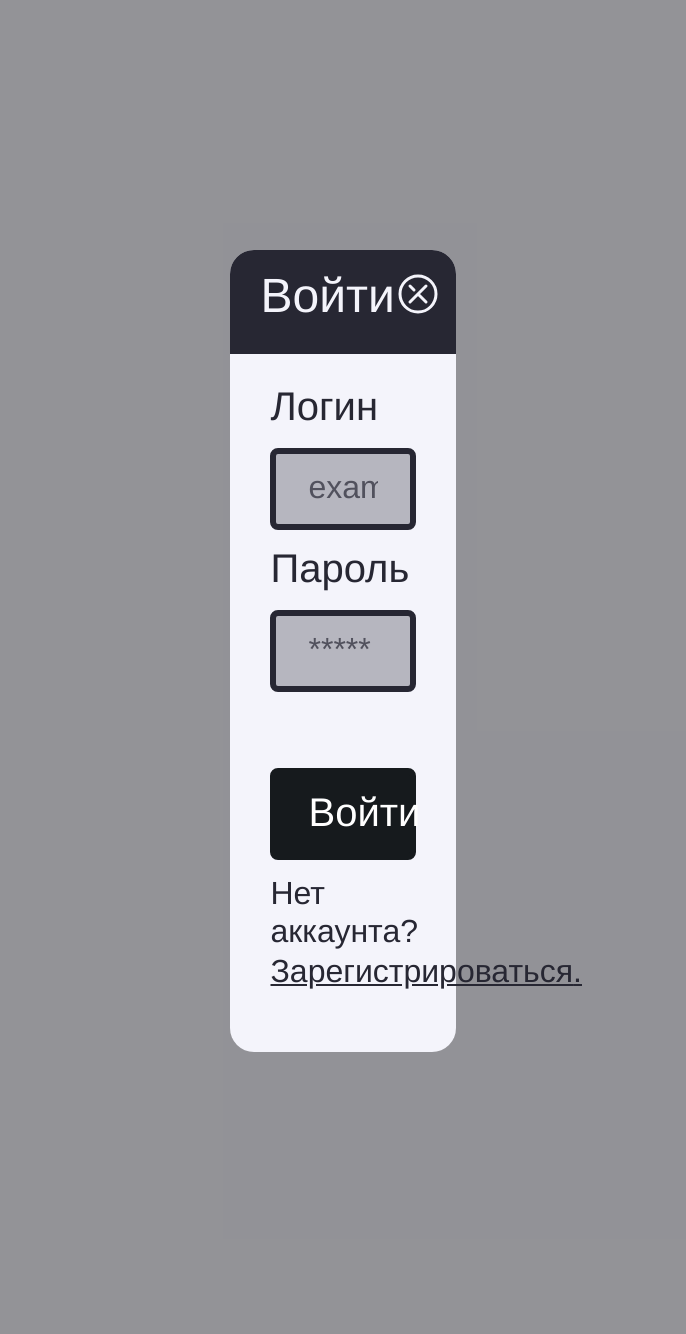 Войти
Логин
exam
Пароль
*****
Войти
Нет
аккаунта?
Зарегистрироваться.